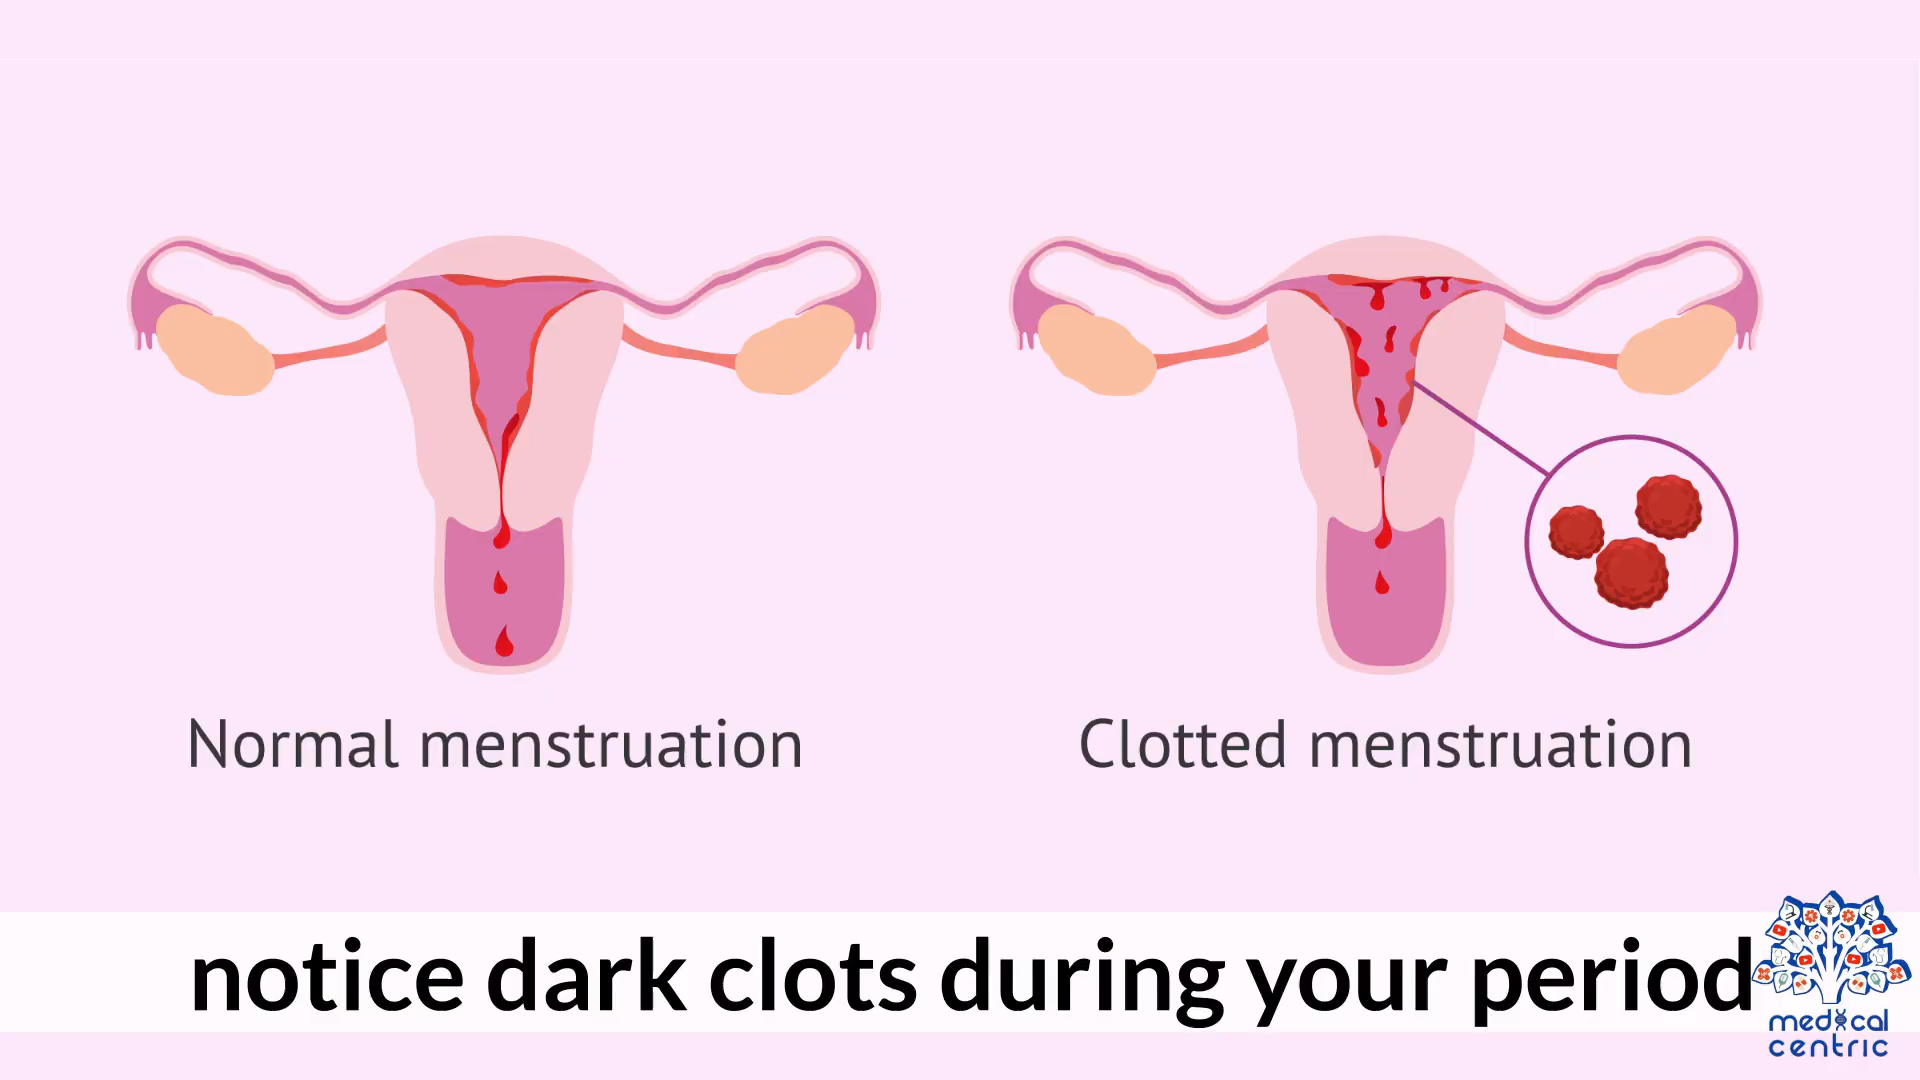 Normal menstruation
Clotted menstruation
notice dark clots during your period
medical
centric